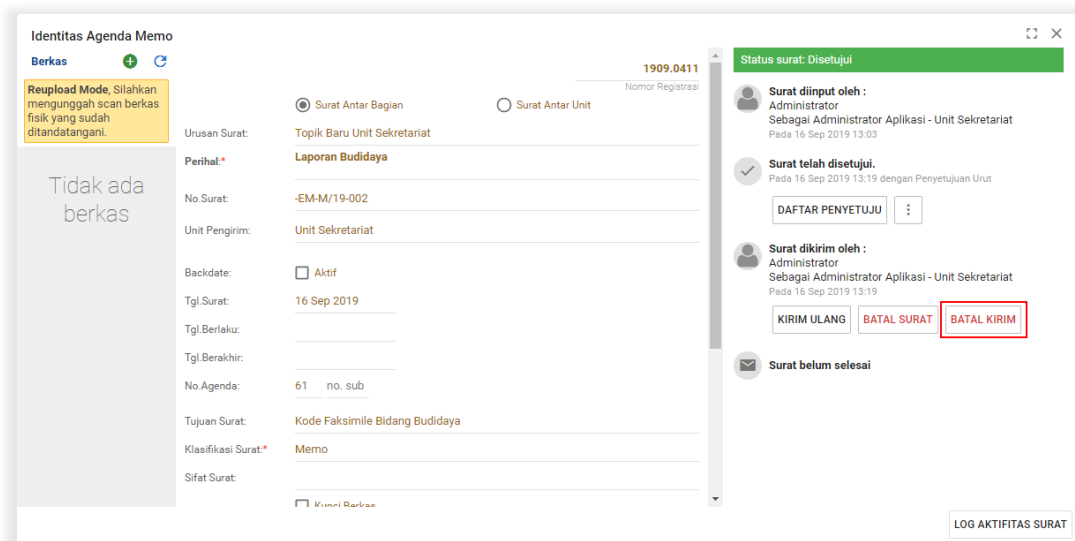 Identitas Agenda Memo
Berkas
Reupload Mode, Silahkan
mengunggah scan berkas
fisik yang sudah
ditandatangani.
Tidak ada
berkas
1909.0411
Nomor Registrasi
Surat Antar Bagian
Surat Antar Unit
Urusan Surat: Topik Baru Unit Sekretariat
Perihal:* Laporan Budidaya
No.Surat: -EM-M/19-002
Unit Pengirim: Unit Sekretariat
Backdate: Aktif
Tgl.Surat: 16 Sep 2019
Tgl.Berlaku:
Tgl.Berakhir:
No.Agenda: 61 no. sub
Tujuan Surat: Kode Faksimile Bidang Budidaya
Klasifikasi Surat:* Memo
Sifat Surat:
Kunci Berkas
Status surat: Disetujui
Surat diinput oleh :
Administrator
Sebagai Administrator Aplikasi - Unit Sekretariat
Pada 16 Sep 2019 13:03
Surat telah disetujui.
Pada 16 Sep 2019 13:19 dengan Penyetujuan Urut
DAFTAR PENYETUJU
Surat dikirim oleh :
Administrator
Sebagai Administrator Aplikasi - Unit Sekretariat
Pada 16 Sep 2019 13:19
KIRIM ULANG BATAL SURAT BATAL KIRIM
Surat belum selesai
LOG AKTIFITAS SURAT